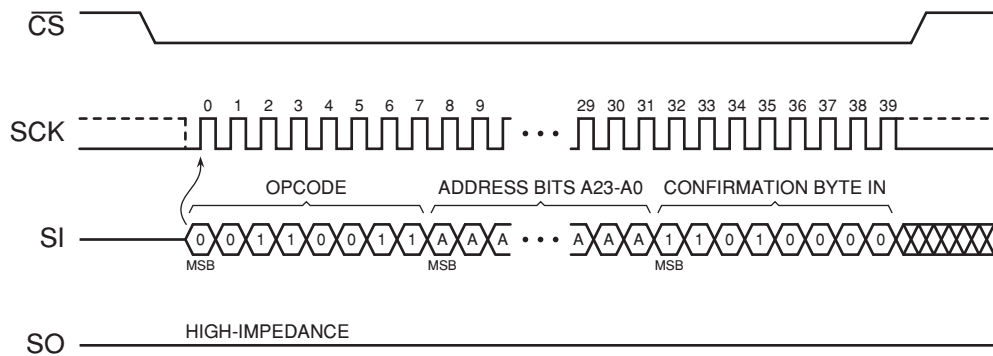 CS
0 1 2 3 4 5 6 7 8 9 29 30 31 32 33 34 35 36 37 38 39
SCK
OPCODE ADDRESS BITS A23-A0 CONFIRMATION BYTE IN
SI 0 0 1 1 0 0 1 1 A A A A A A 1 1 0 1 0 0 0 0
MSB MSB MSB
HIGH-IMPEDANCE
SO